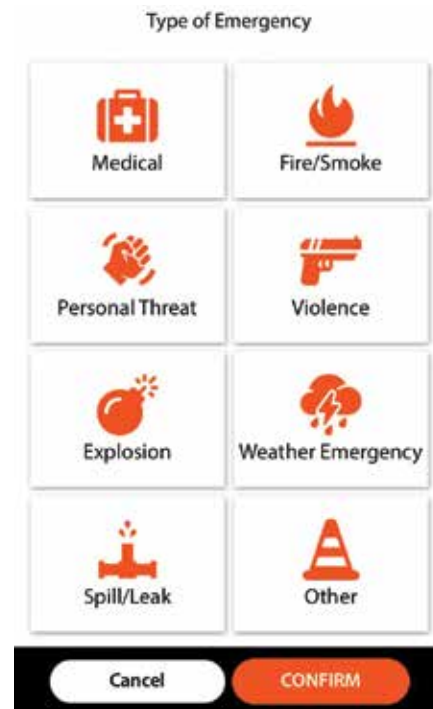 Type of Emergency
Medical
Fire/Smoke
Personal Threat
Violence
Explosion
Weather Emergency
Spill/Leak
Other
Cancel
CONFIRM